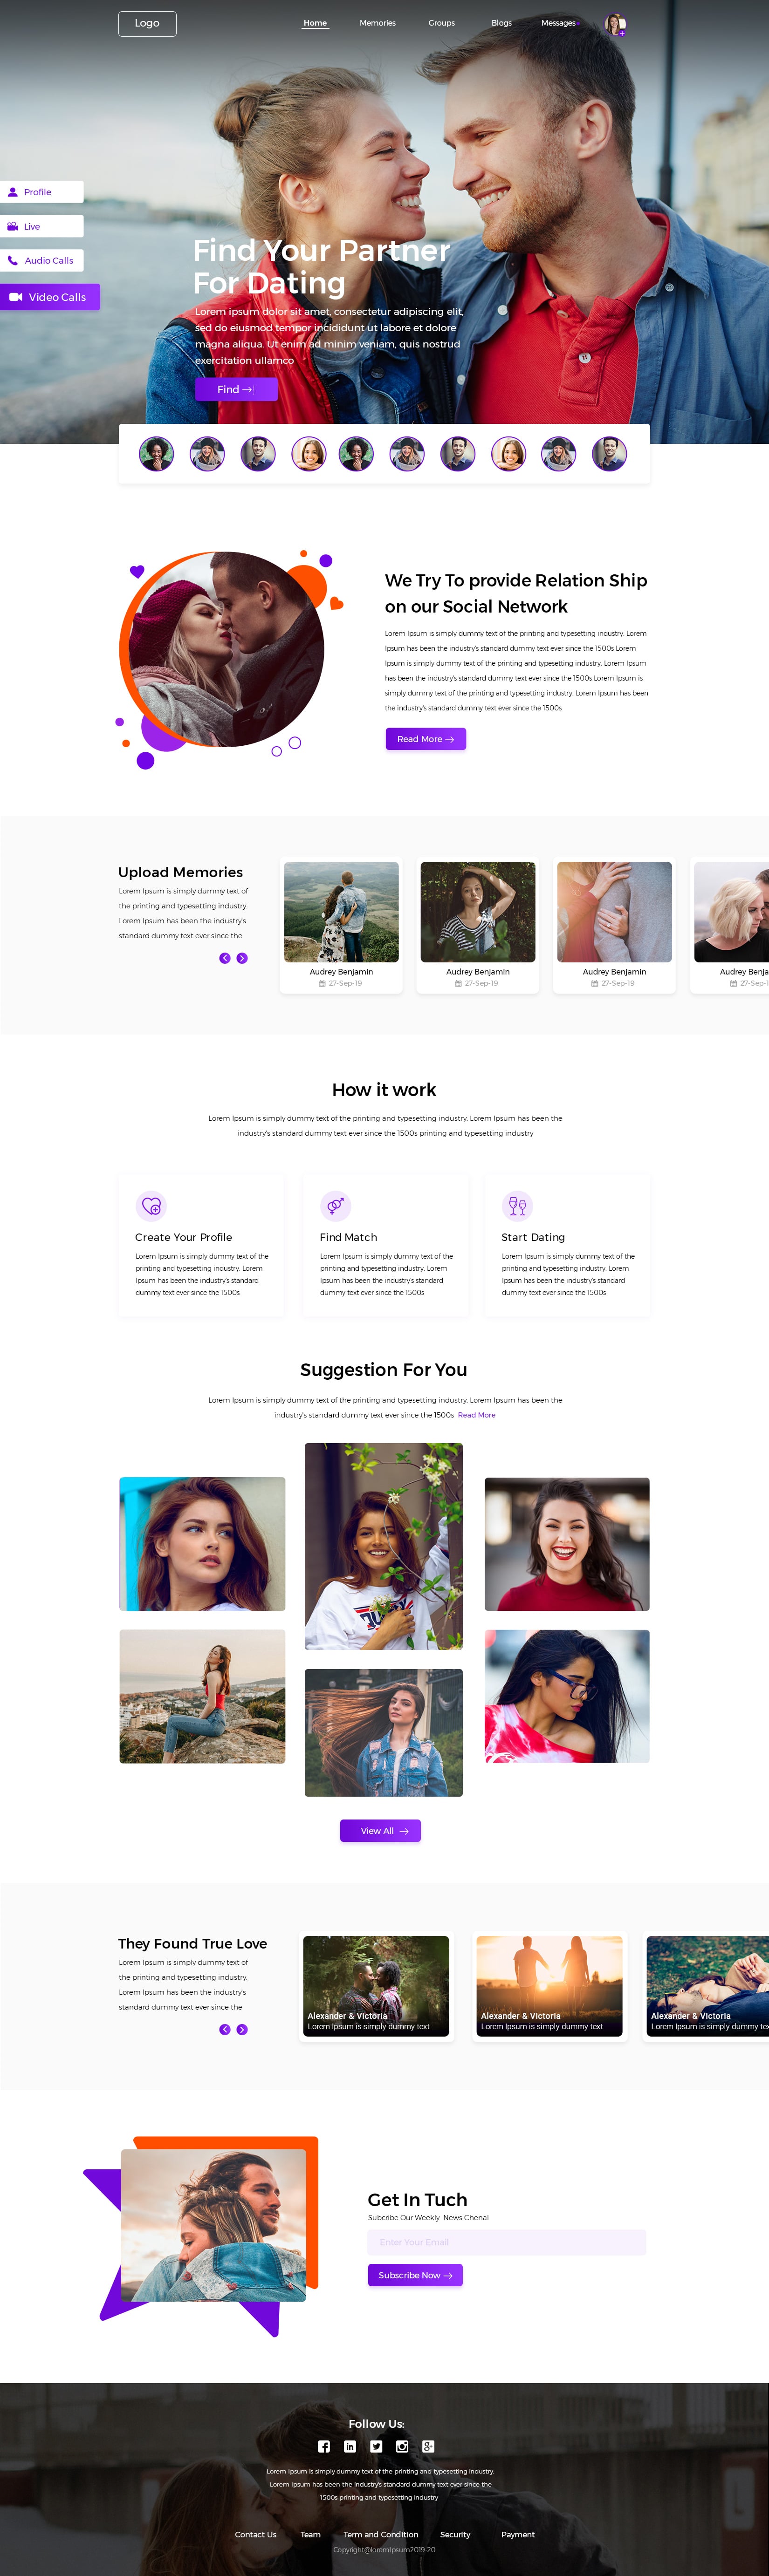 Logo
Home
Memories
Groups
Blogs
Messages
Profile
Live
Audio Calls
Video Calls
Find Your Partner
For Dating
Lorem ipsum dolor sit amet, consectetur adipiscing elit,
sed do eiusmod tempor incididunt ut labore et dolore
magna aliqua. Ut enim ad minim veniam, quis nostrud
exercitation ullamco
Find
We Try To provide Relation Ship
on our Social Network
Lorem Ipsum is simply dummy text of the printing and typesetting industry. Lorem
Ipsum has been the industry's standard dummy text ever since the 1500s Lorem
Ipsum is simply dummy text of the printing and typesetting industry. Lorem Ipsum
has been the industry's standard dummy text ever since the 1500s Lorem Ipsum is
simply dummy text of the printing and typesetting industry. Lorem Ipsum has been
the industry's standard dummy text ever since the 1500s
Read More
Upload Memories
Lorem Ipsum is simply dummy text of
the printing and typesetting industry.
Lorem Ipsum has been the industry's
standard dummy text ever since the
Audrey Benjamin
27-Sep-19
Audrey Benjamin
27-Sep-19
Audrey Benjamin
27-Sep-19
Audrey Benja
27-Sep-1
How it work
Lorem Ipsum is simply dummy text of the printing and typesetting industry. Lorem Ipsum has been the
industry's standard dummy text ever since the 1500s printing and typesetting industry
Create Your Profile
Lorem Ipsum is simply dummy text of the
printing and typesetting industry. Lorem
Ipsum has been the industry's standard
dummy text ever since the 1500s
Find Match
Lorem Ipsum is simply dummy text of the
printing and typesetting industry. Lorem
Ipsum has been the industry's standard
dummy text ever since the 1500s
Start Dating
Lorem Ipsum is simply dummy text of the
printing and typesetting industry. Lorem
Ipsum has been the industry's standard
dummy text ever since the 1500s
Suggestion For You
Lorem Ipsum is simply dummy text of the printing and typesetting industry. Lorem Ipsum has been the
industry's standard dummy text ever since the 1500s Read More
View All
They Found True Love
Lorem Ipsum is simply dummy text of
the printing and typesetting industry.
Lorem Ipsum has been the industry's
standard dummy text ever since the
Alexander & Victoria
Lorem Ipsum is simply dummy text
Alexander & Victoria
Lorem Ipsum is simply dummy text
Alexander & Victoria
Lorem Ipsum is simply dummy tex
Get In Tuch
Subcribe Our Weekly News Chenal
Enter Your Email
Subscribe Now
Follow Us:
Lorem Ipsum is simply dummy text of the printing and typesetting industry.
Lorem Ipsum has been the industry's standard dummy text ever since the
1500s printing and typesetting industry
Contact Us
Team
Term and Condition
Security
Payment
Copyright@loremIpsum2019-20